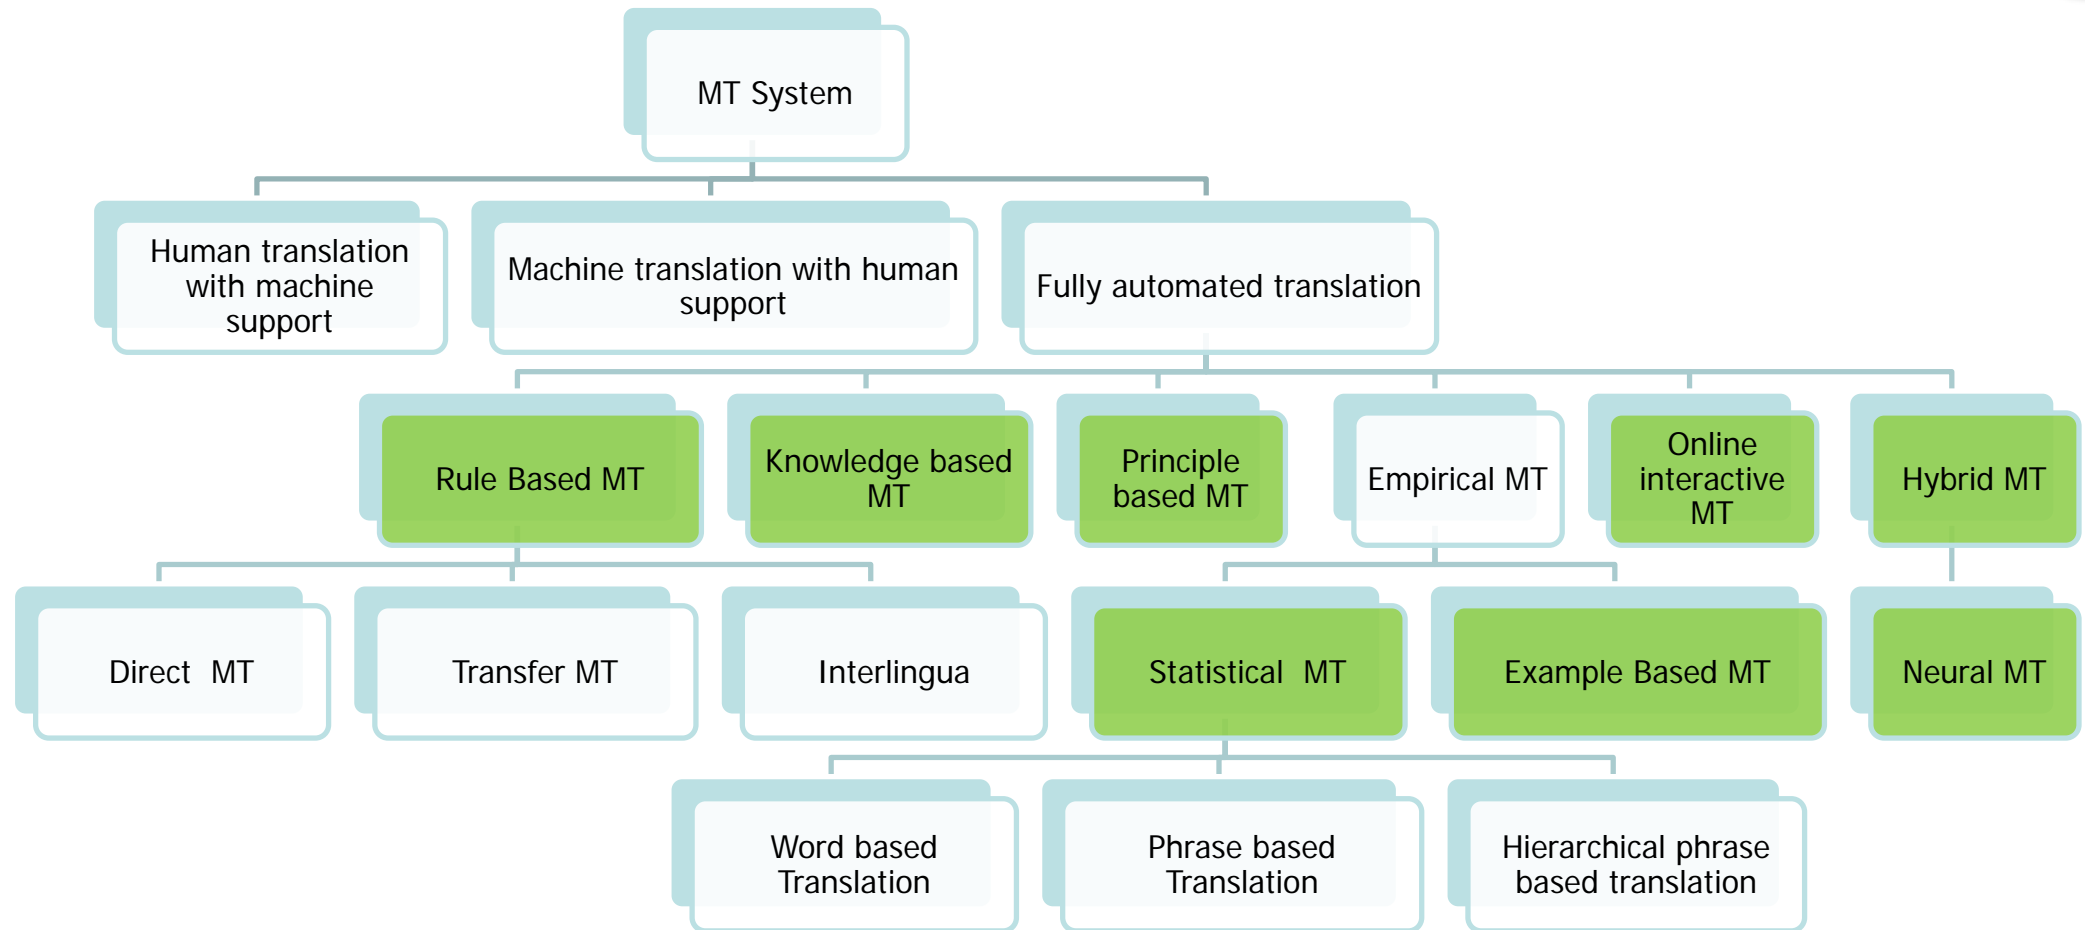 MT System
Human translation
with machine
support
Machine translation with human
support
Fully automated translation
Rule Based MT
Knowledge based
MT
Principle
based MT
Empirical MT
Online
interactive
MT
Hybrid MT
Direct  MT
Transfer MT
Interlingua
Statistical  MT
Example Based MT
Neural MT
Word based
Translation
Phrase based
Translation
Hierarchical phrase
based translation